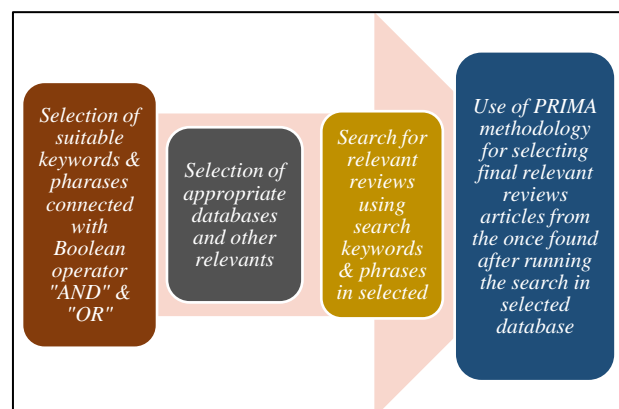 Selection of
suitable
keywords &
pharases
connected
with
Boolean
operator
"AND" &
"OR"
Selection of
appropriate
databases
and other
relevants
Search for
relevant
reviews
using
search
keywords
& phrases
in selected
Use of PRIMA
methodology
for selecting
final relevant
reviews
articles from
the once found
after running
the search in
selected
database